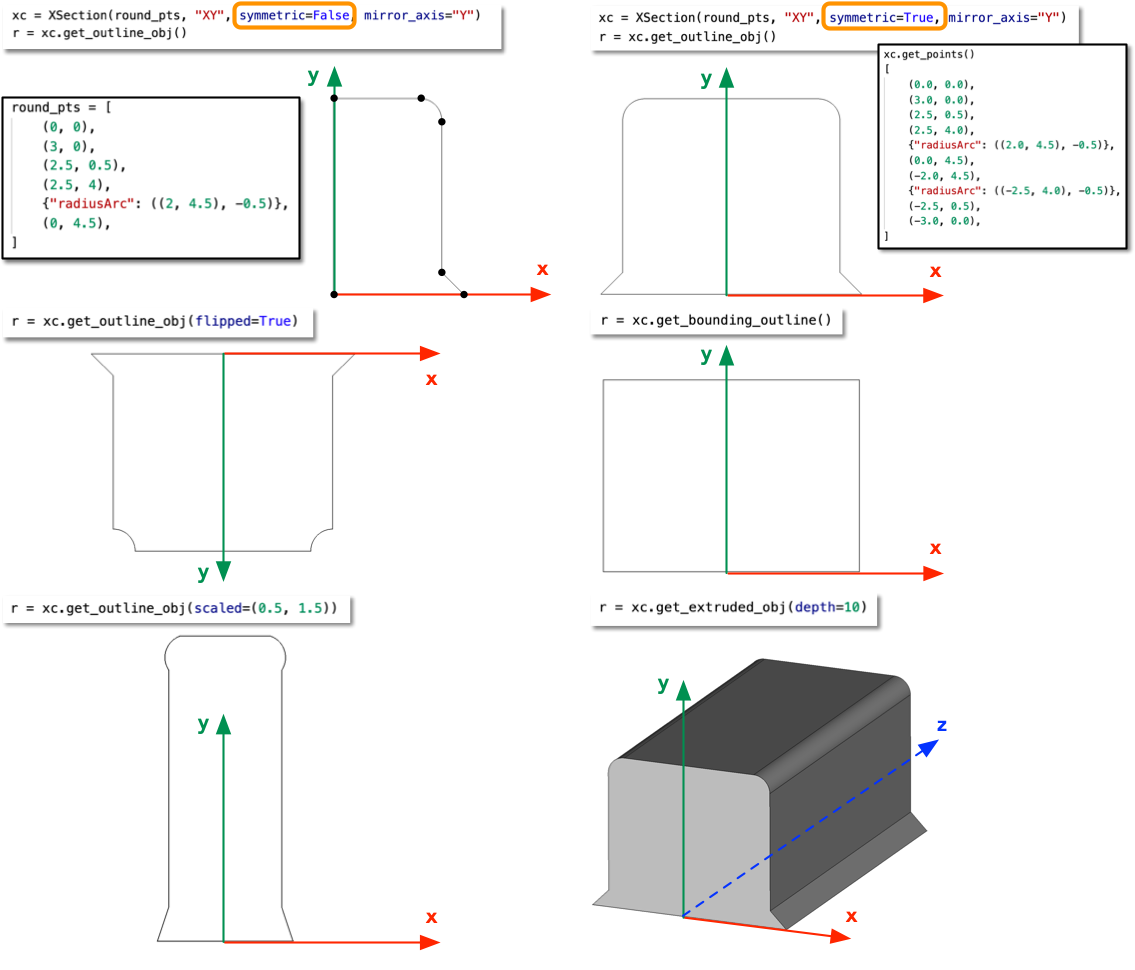 xc = XSection(round_pts, "XY", symmetric=False, mirror_axis="Y")
r = xc.get_outline_obj()
round_pts = [
(0, 0),
(3, 0),
(2.5, 0.5),
(2.5, 4),
{"radiusArc": ((2, 4.5), -0.5)},
(0, 4.5),
]
y
x
xc = XSection(round_pts, "XY", symmetric=True, mirror_axis="Y")
r = xc.get_outline_obj()
xc.get_points()
[
(0.0, 0.0),
(3.0, 0.0),
(2.5, 0.5),
(2.5, 4.0),
{"radiusArc": ((2.0, 4.5), -0.5)},
(0.0, 4.5),
(-2.0, 4.5),
{"radiusArc": ((-2.5, 4.0), -0.5)},
(-2.5, 0.5),
(-3.0, 0.0),
]
y
x
r = xc.get_outline_obj(flipped=True)
x
y
r = xc.get_bounding_outline()
y
x
r = xc.get_outline_obj(scaled=(0.5, 1.5))
y
x
r = xc.get_extruded_obj(depth=10)
y
z
x